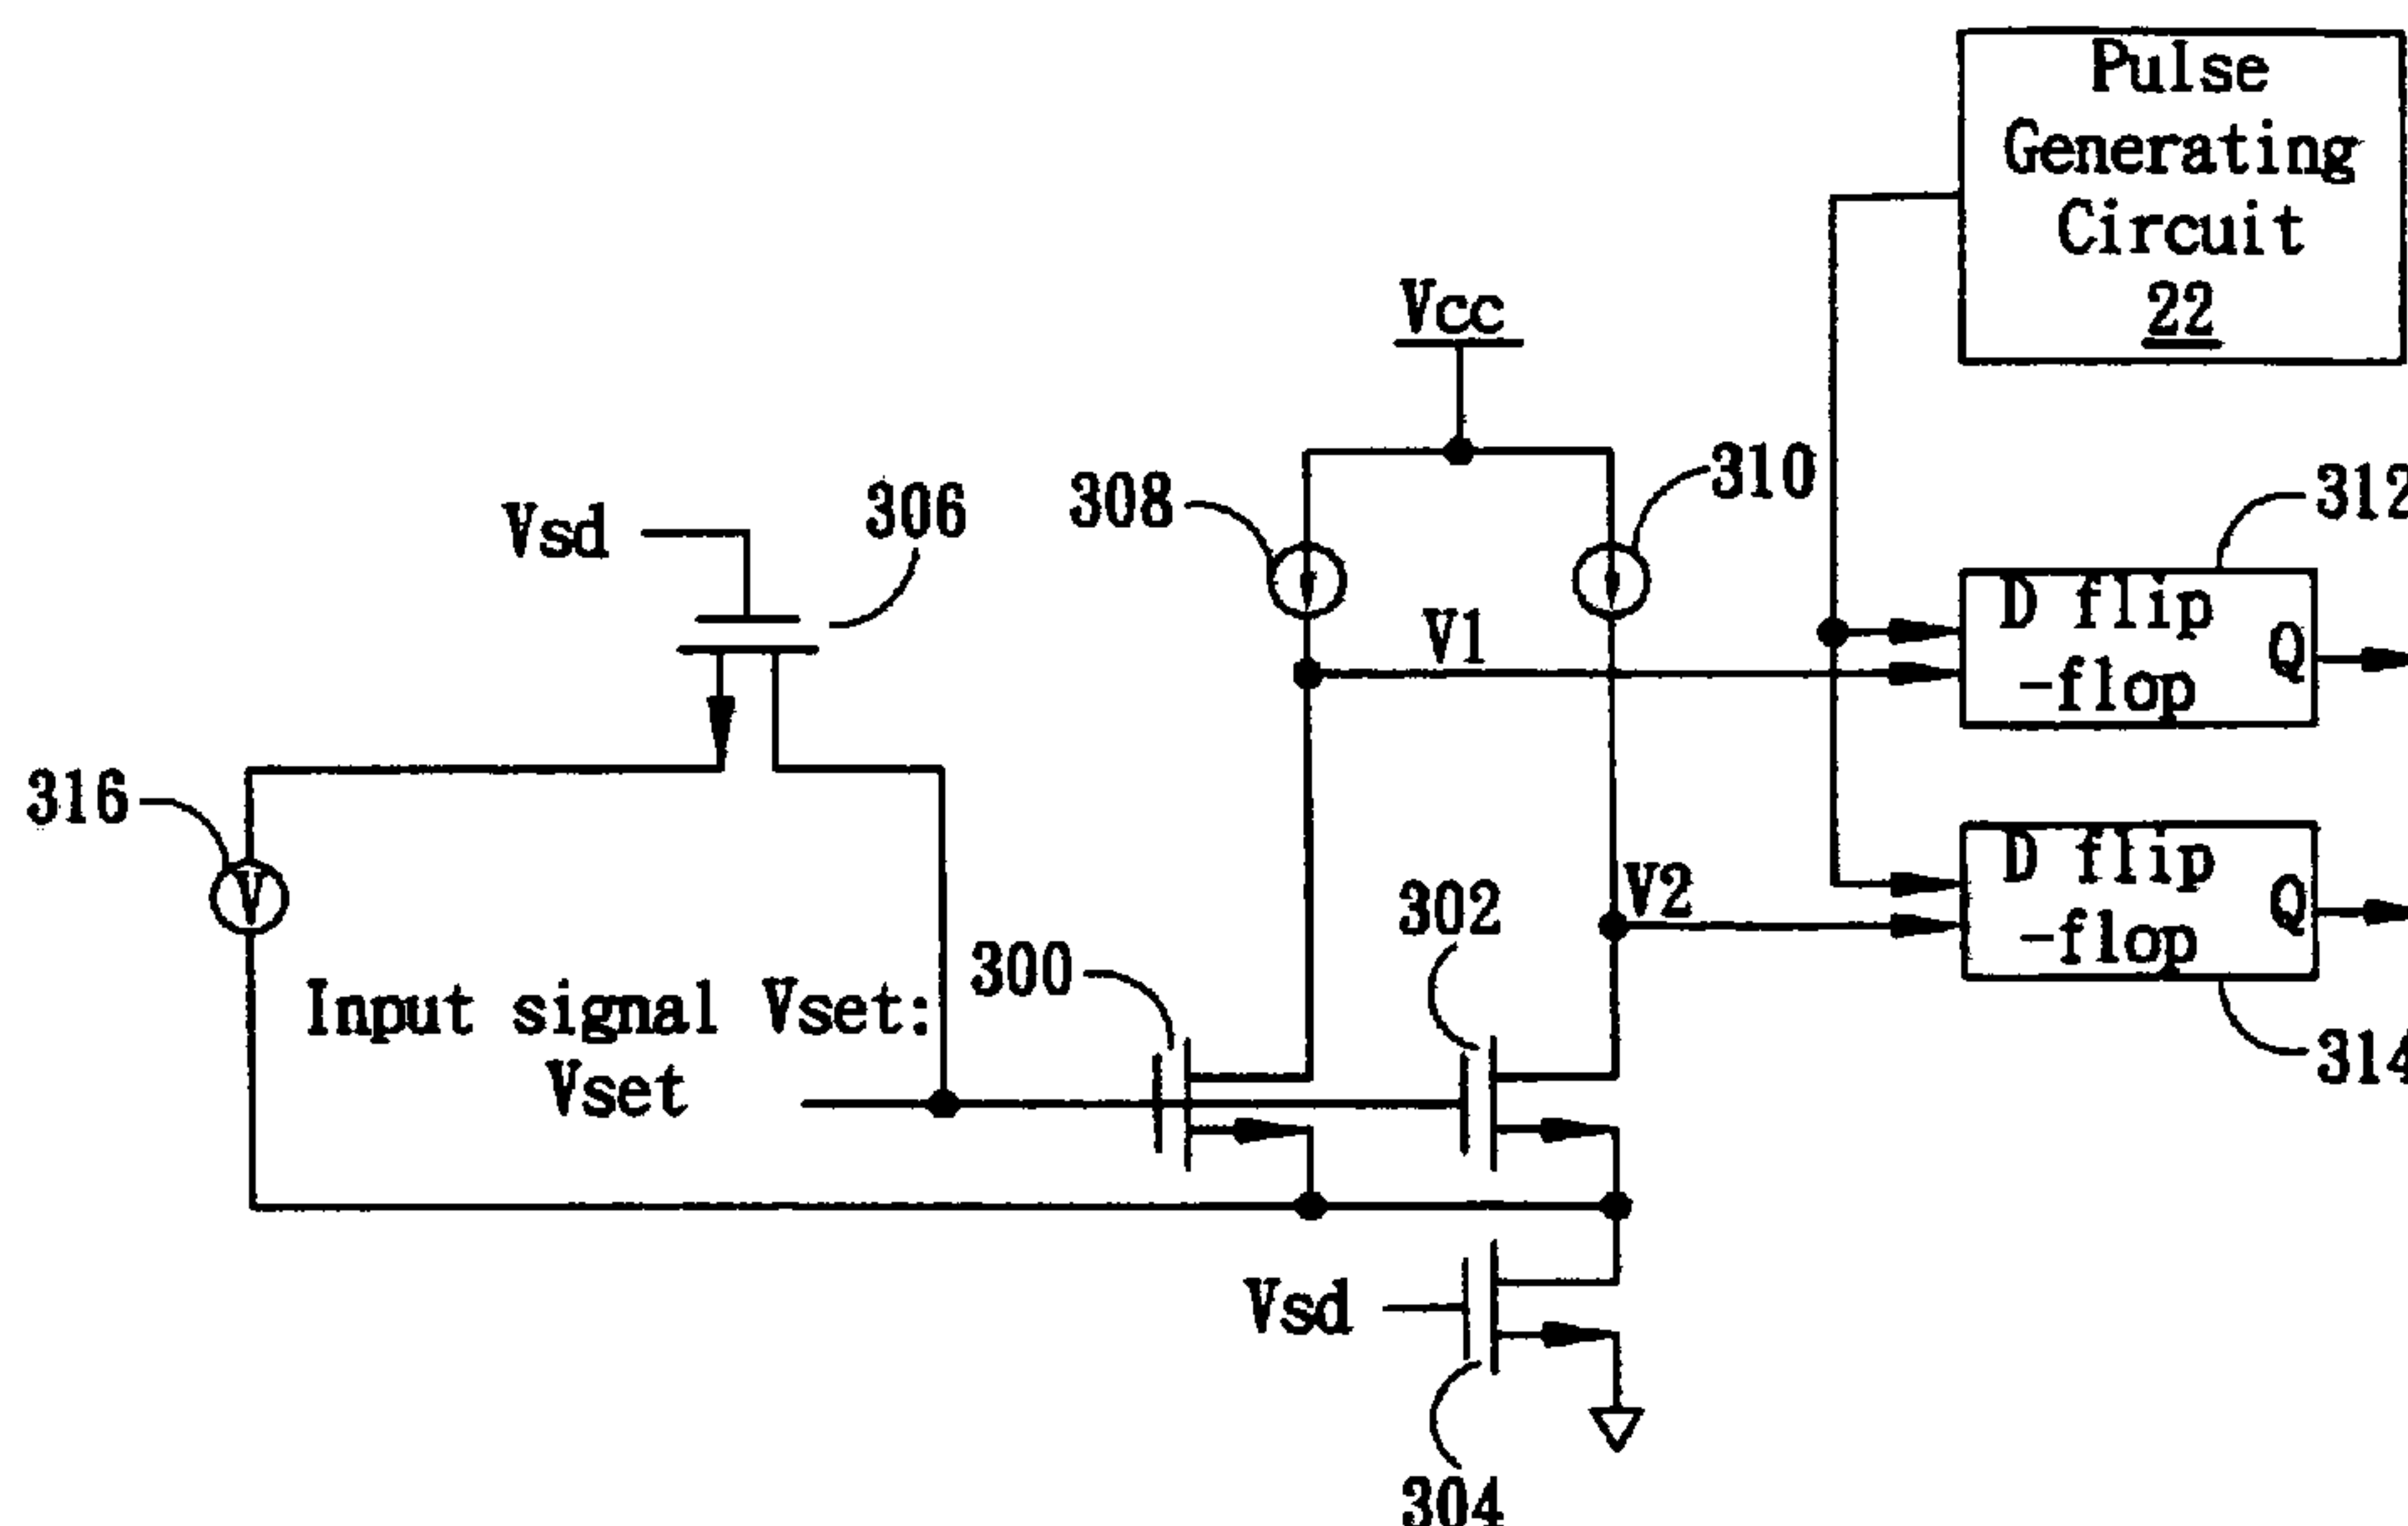 Pulse
Generating
Circuit
22
Vcc
310
308
306
Vsd
312
V1
D flip
-flop
Q
316
D flip
-flop
Q
V2
302
300
Input signal Vset:
Vset
314
Vsd
304